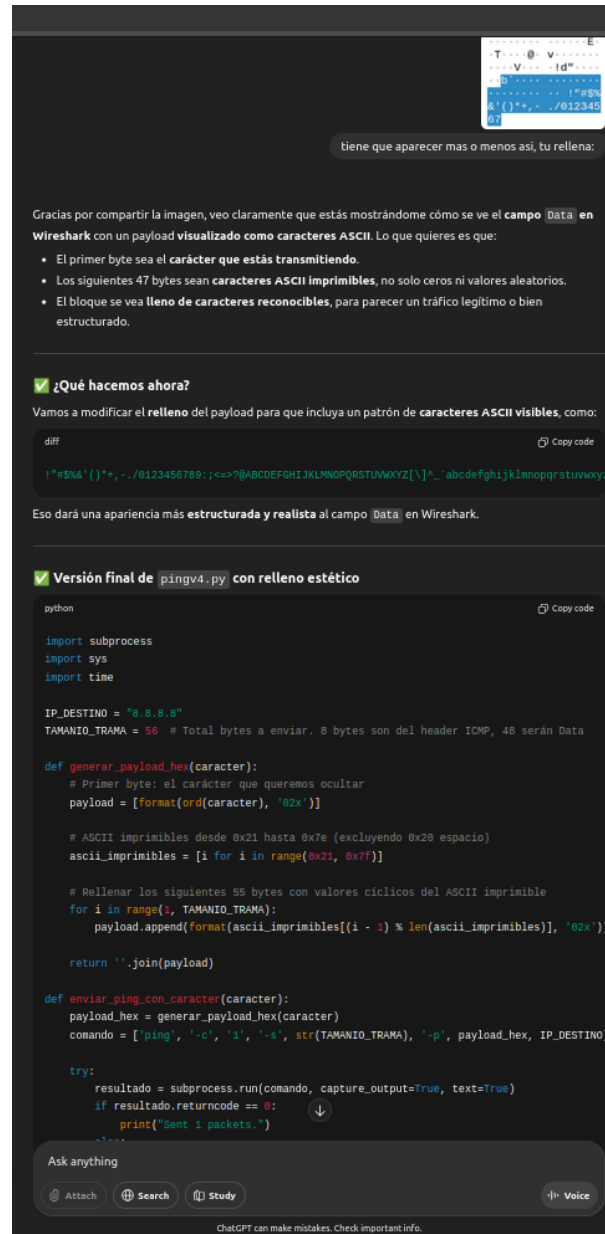 E·
·T····@· v·······
····V··· ·!d"····
··b`···· ········
········ ·· !"#$%
&'()*+,- ./012345
67
tiene que aparecer mas o menos asi, tu rellena:
Gracias por compartir la imagen, veo claramente que estás mostrándome cómo se ve el campo Data en
Wireshark con un payload visualizado como caracteres ASCII. Lo que quieres es que:
• El primer byte sea el carácter que estás transmitiendo.
• Los siguientes 47 bytes sean caracteres ASCII imprimibles, no solo ceros ni valores aleatorios.
• El bloque se vea lleno de caracteres reconocibles, para parecer un tráfico legítimo o bien
estructurado.
✅ ¿Qué hacemos ahora?
Vamos a modificar el relleno del payload para que incluya un patrón de caracteres ASCII visibles, como:
diff
Copy code
!"#$%&'()*+,-./0123456789:;<=>?@ABCDEFGHIJKLMNOPQRSTUVWXYZ[\]^_`abcdefghijklmnopqrstuvwxy
Eso dará una apariencia más estructurada y realista al campo Data en Wireshark.
✅ Versión final de pingv4.py con relleno estético
python
Copy code
import subprocess
import sys
import time
IP_DESTINO = "8.8.8.8"
TAMANIO_TRAMA = 56 # Total bytes a enviar. 8 bytes son del header ICMP, 48 serán Data
def generar_payload_hex(caracter):
# Primer byte: el carácter que queremos ocultar
payload = [format(ord(caracter), '02x')]
# ASCII imprimibles desde 0x21 hasta 0x7e (excluyendo 0x20 espacio)
ascii_imprimibles = [i for i in range(0x21, 0x7f)]
# Rellenar los siguientes 55 bytes con valores cíclicos del ASCII imprimible
for i in range(1, TAMANIO_TRAMA):
payload.append(format(ascii_imprimibles[(i - 1) % len(ascii_imprimibles)], '02x')
return ''.join(payload)
def enviar_ping_con_caracter(caracter):
payload_hex = generar_payload_hex(caracter)
comando = ['ping', '-c', '1', '-s', str(TAMANIO_TRAMA), '-p', payload_hex, IP_DESTINO
try:
resultado = subprocess.run(comando, capture_output=True, text=True)
if resultado.returncode == 0:
print("Sent 1 packets.")
Ask anything
Attach
Search
Study
Voice
ChatGPT can make mistakes. Check important info.